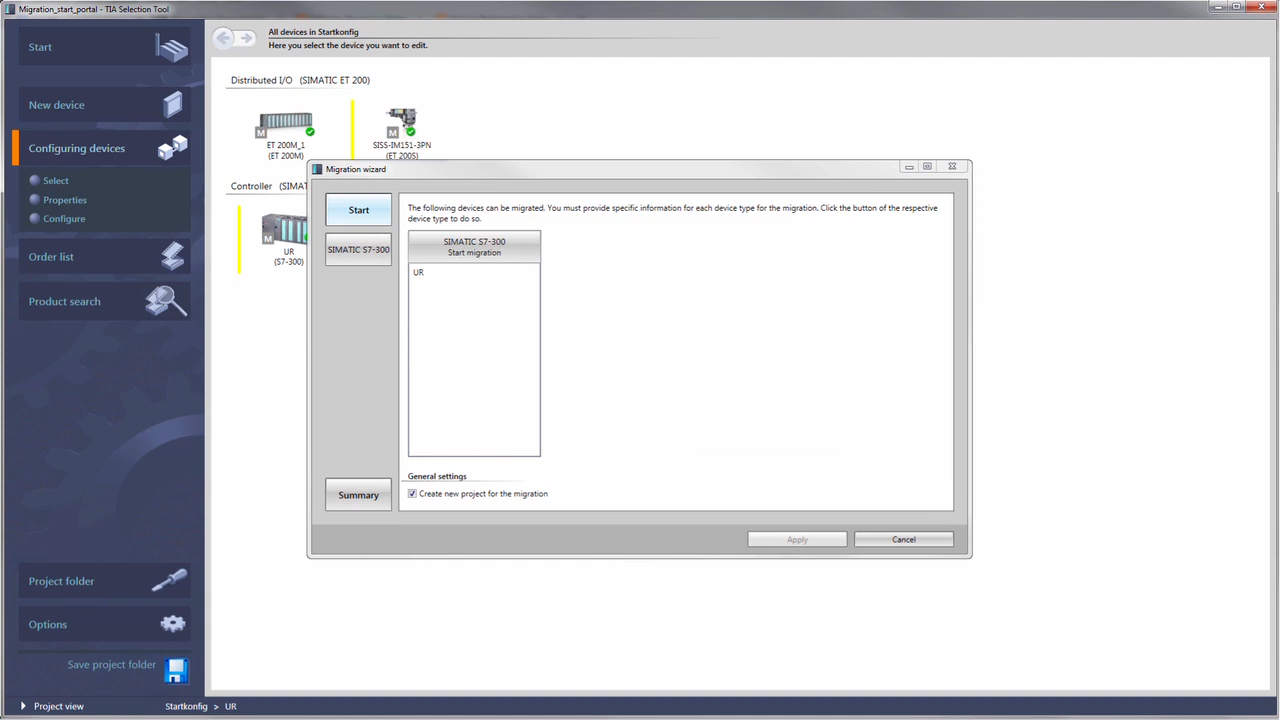 Migration_start_portal - TIA Selection Tool
Start
New device
Configuring devices
Select
Properties
Configure
Order list
Product search
Project folder
Options
Save project folder
All devices in Startkonfig
Here you select the device you want to edit.
Distributed I/O (SIMATIC ET 200)
M
ET 200M_1
(ET 200M)
M
SISS-IM151-3PN
(ET 200S)
Controller (SIMA
M
UR
(S7-300)
Migration wizard
Start
SIMATIC S7-300
Summary
The following devices can be migrated. You must provide specific information for each device type for the migration. Click the button of the respective
device type to do so.
SIMATIC S7-300
Start migration
UR
General settings
Create new project for the migration
Apply
Cancel
Project view
Startkonfig > UR